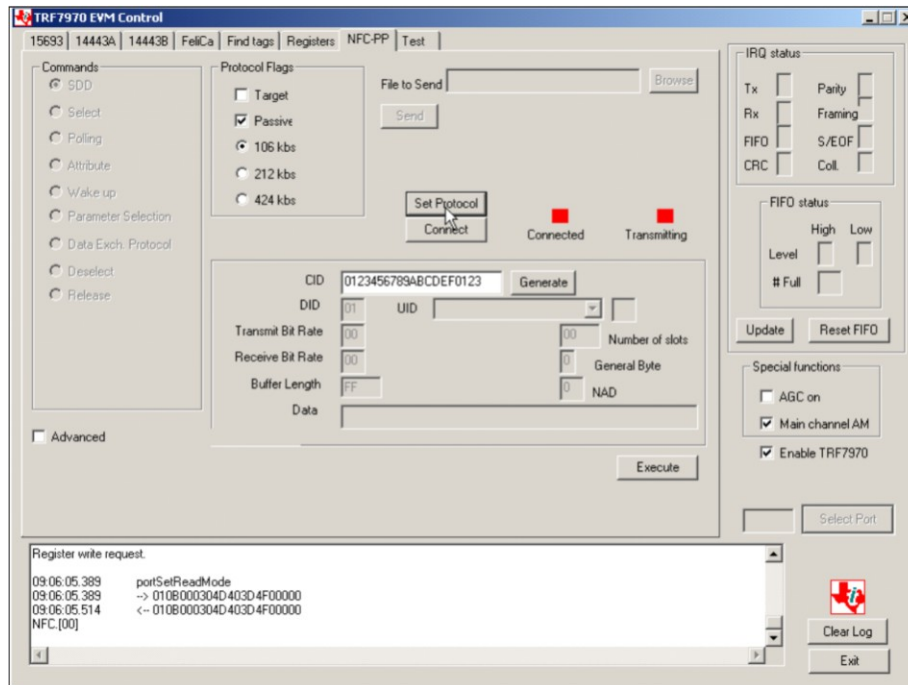 TRF7970 EVM Control
15693 14443A 14443B FeliCa Find tags Registers NFC-PP Test
Commands
SDD
Select
Polling
Attribute
Wake up
Parameter Selection
Data Exch. Protocol
Deselect
Release
Advanced
Protocol Flags
Target
Passive
106 kbs
212 kbs
424 kbs
File to Send Browse
Send
Set Protocol
Connect
Connected Transmitting
CID 0123456789ABCDEF0123 Generate
DID 01 UID
Transmit Bit Rate 00 00 Number of slots
Receive Bit Rate 00 0 General Byte
Buffer Length FF 0 NAD
Data
Execute
IRQ status
Tx Parity
Rx Framing
FIFO S/EOF
CRC Coll.
FIFO status
High Low
Level
# Full
Update Reset FIFO
Special functions
AGC on
Main channel AM
Enable TRF7970
Select Port
Register write request.
09:06:05.389 portSetReadMode
09:06:05.389 --> 010B000304D403D4F00000
09:06:05.514 <-- 010B000304D403D4F00000
NFC.[00]
Clear Log
Exit